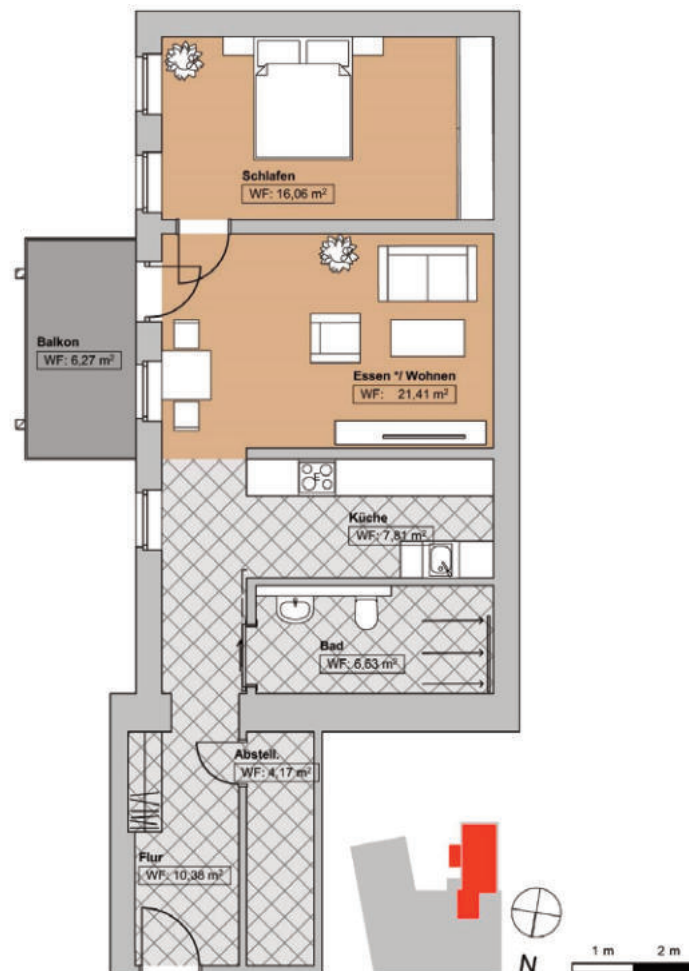 Schlafen
WF: 16,06 m²
Balkon
WF: 6,27 m²
Essen */ Wohnen
WF: 21,41 m²
E
Küche
WF: 7,81 m²
Bad
WF: 6,63 m²
Abstell.
WF: 4,17 m²
Flur
WF: 10,38 m²
N
1 m 2 m